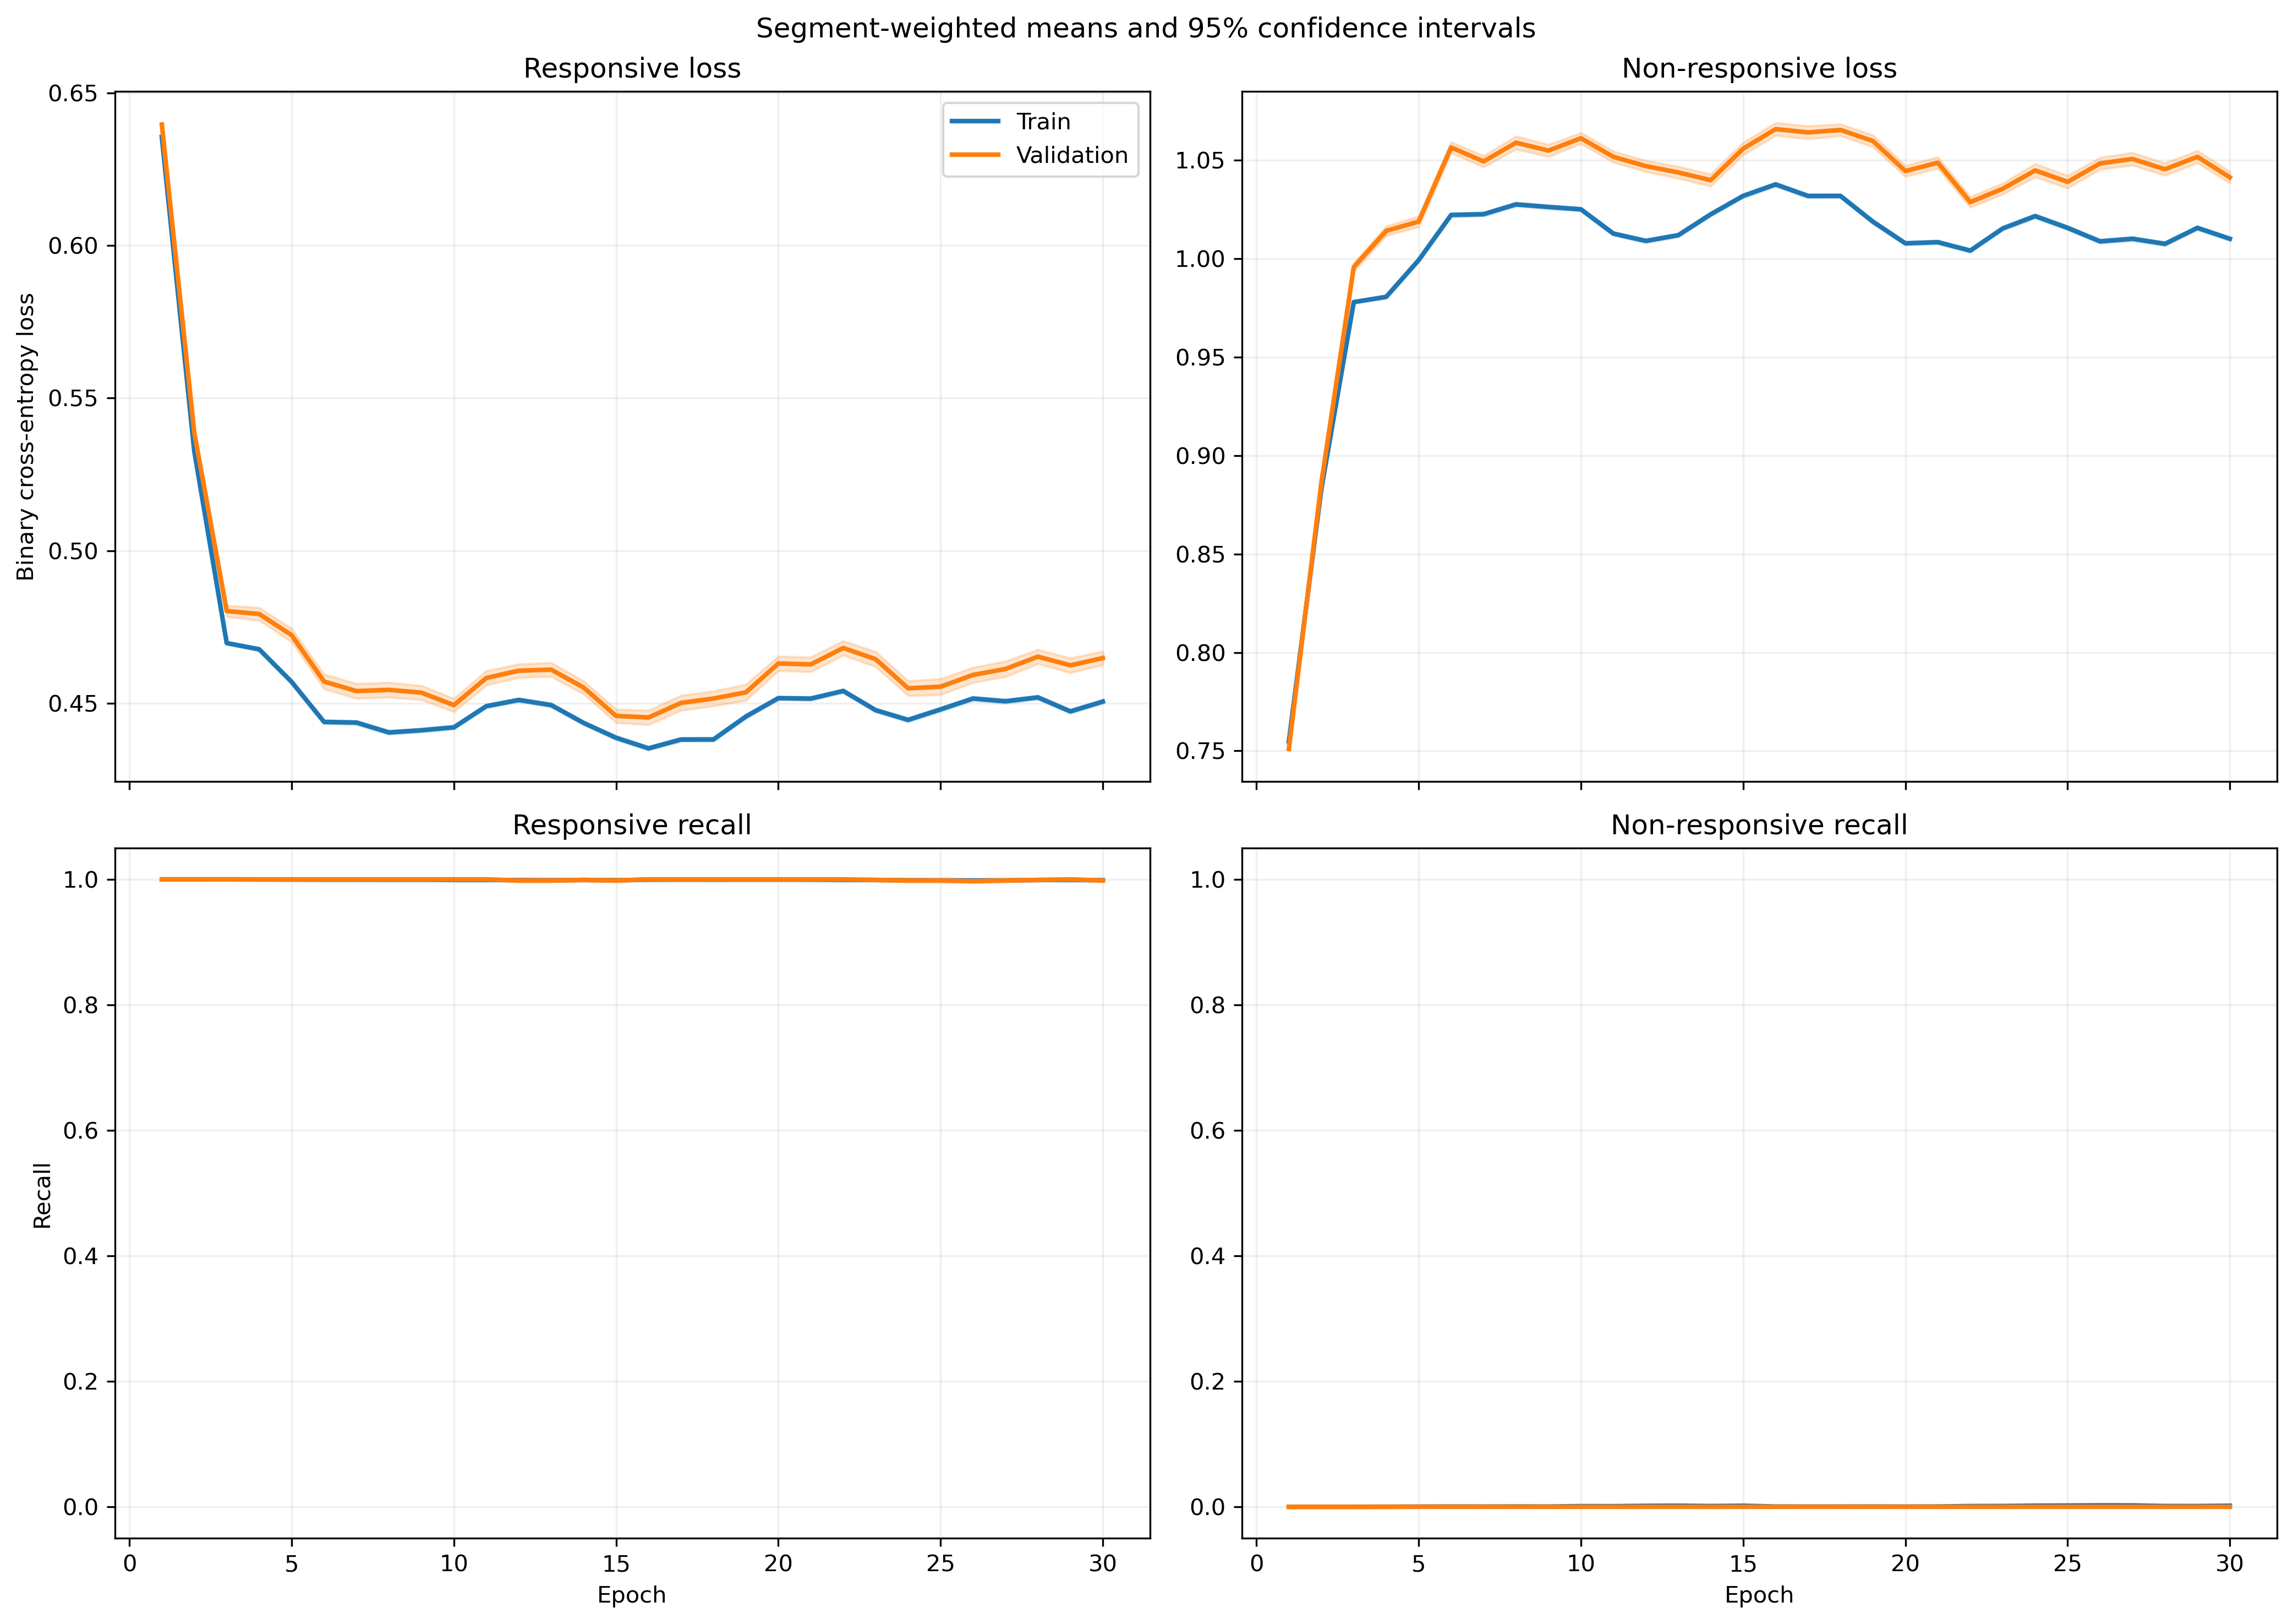 Segment-weighted means and 95% confidence intervals
Responsive loss
Binary cross-entropy loss
0.65
0.60
0.55
0.50
0.45
Train
Validation
Non-responsive loss
1.05
1.00
0.95
0.90
0.85
0.80
0.75
Responsive recall
Recall
1.0
0.8
0.6
0.4
0.2
0.0
0 5 10 15 20 25 30
Epoch
Non-responsive recall
1.0
0.8
0.6
0.4
0.2
0.0
0 5 10 15 20 25 30
Epoch